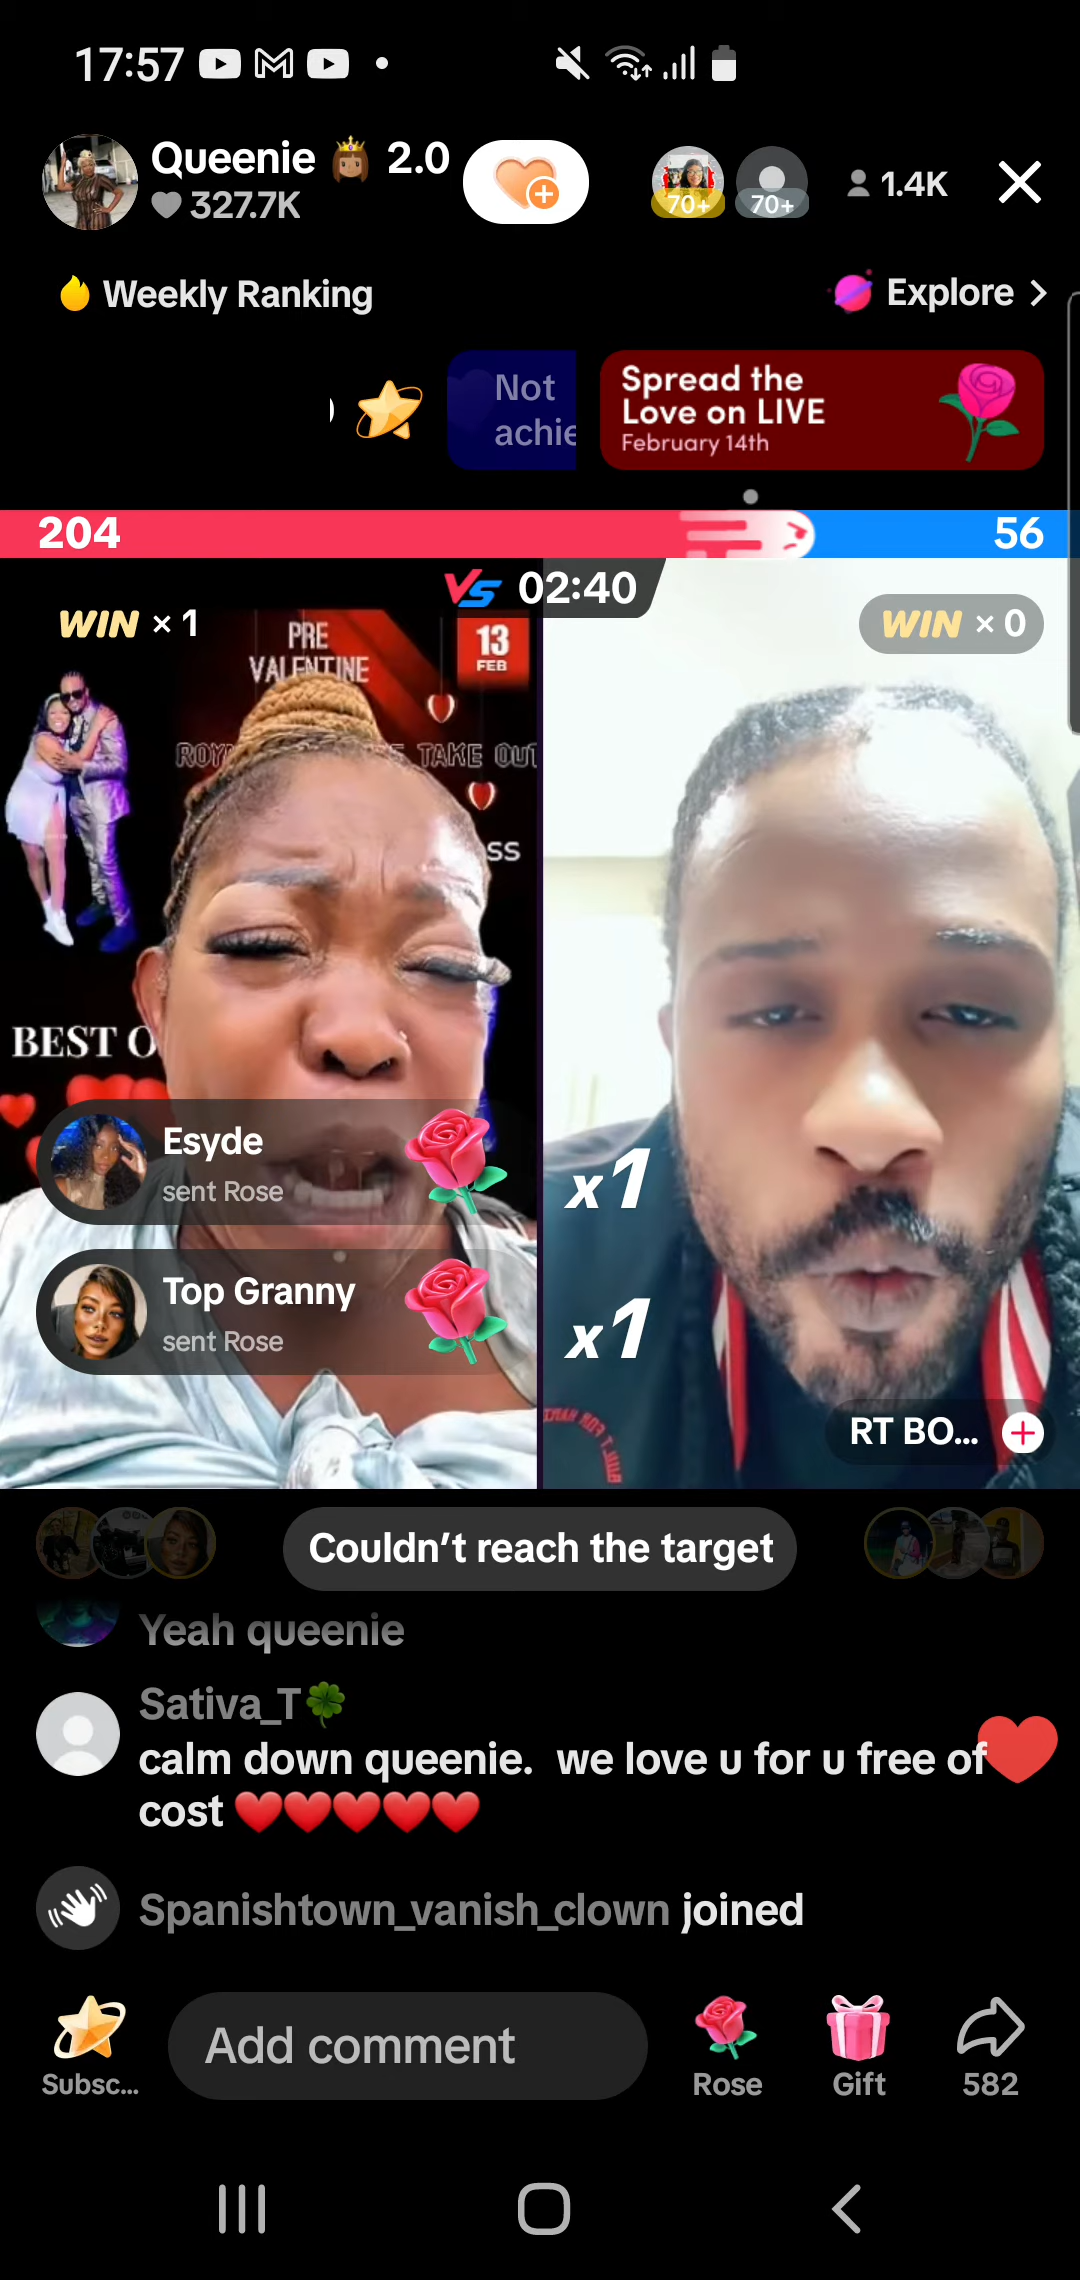 17:57
Queenie 2.0
327.7K
70+
70+
1.4K
Weekly Ranking
Explore
Not
achie
Spread the
Love on LIVE
February 14th
204
56
VS 02:40
WIN × 1
WIN × 0
PRE
VALENTINE
13
FEB
TAKE OUT
SS
BEST O
Esyde
sent Rose
x1
Top Granny
sent Rose
x1
RT BO...
Couldn't reach the target
Yeah queenie
Sativa_T🍀
calm down queenie. we love u for u free of
cost ❤️❤️❤️❤️❤️
Spanishtown_vanish_clown joined
Subsc...
Add comment
Rose
Gift
582